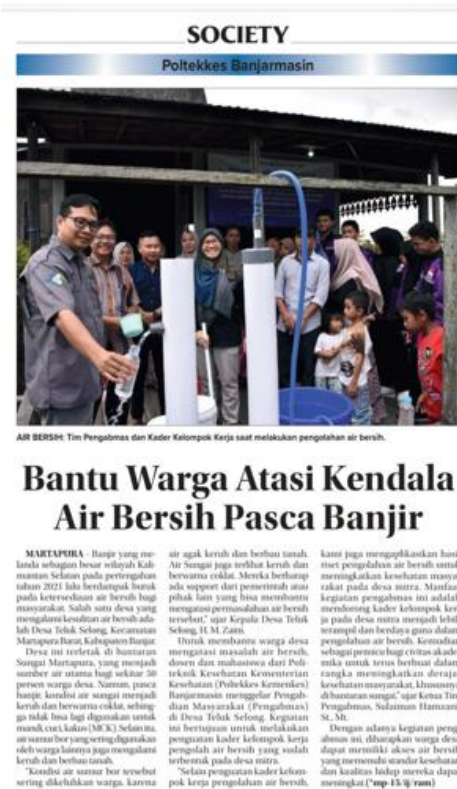 SOCIETY
Poltekkes Banjarmasin
AIR BERSIH: Tim Pengabmas dan Kader Kelompok Kerja saat melakukan pengolahan air bersih.
Bantu Warga Atasi Kendala
Air Bersih Pasca Banjir
MARTAPURA – Banjir yang me-
landa sebagian besar wilayah Kali-
mantan Selatan pada pertengahan
tahun 2021 lalu berdampak buruk
pada ketersediaan air bersih bagi
masyarakat. Salah satu desa yang
mengalami kesulitan air bersih ada-
lah Desa Teluk Selong, Kecamatan
Martapura Barat, Kabupaten Banjar.
Desa ini terletak di bantaran
Sungai Martapura, yang menjadi
sumber air utama bagi sekitar 50
persen warga desa. Namun, pasca
banjir, kondisi air sungai menjadi
keruh dan berwarna coklat, sehing-
ga tidak bisa lagi digunakan untuk
mandi, cuci, kakus (MCK). Selain itu,
air sumur bor yang sering digunakan
oleh warga lainnya juga mengalami
keruh dan berbau tanah.
"Kondisi air sumur bor tersebut
sering dikeluhkan warga, karena
air agak keruh dan berbau tanah.
Air Sungai juga terlihat keruh dan
berwarna coklat. Mereka berharap
ada support dari pemerintah atau
pihak lain yang bisa membantu
mengatasi permasalahan air bersih
tersebut," ujar Kepala Desa Teluk
Selong, H. M. Zaini.
Untuk membantu warga desa
mengatasi masalah air bersih,
dosen dan mahasiswa dari Poli-
teknik Kesehatan Kementerian
Kesehatan (Poltekkes Kemenkes)
Banjarmasin menggelar Pengab-
dian Masyarakat (Pengabmas)
di Desa Teluk Selong. Kegiatan
ini bertujuan untuk melakukan
penguatan kader kelompok kerja
pengolah air bersih yang sudah
terbentuk pada desa mitra.
"Selain penguatan kader kelom-
pok kerja pengolahan air bersih,
kami juga mengaplikasikan hasi
riset pengolahan air bersih untuk
meningkatkan kesehatan masya
rakat pada desa mitra. Manfaat
kegiatan pengabmas ini adalah
mendorong kader kelompok ker
ja pada desa mitra menjadi lebih
terampil dan berdaya guna dalam
pengolahan air bersih. Kemudian
sebagai pemacu bagi civitas akade
mika untuk terus berbuat dalam
rangka meningkatkan derajat
kesehatan masyarakat, khususnya
di bantaran sungai," ujar Ketua Tim
Pengabmas, Sulaiman Hamzani
St., Mt.
Dengan adanya kegiatan peng
abmas ini, diharapkan warga desa
dapat memiliki akses air bersih
yang memenuhi standar kesehatan
dan kualitas hidup mereka dapa
meningkat.(*mp-15/ij/ram)